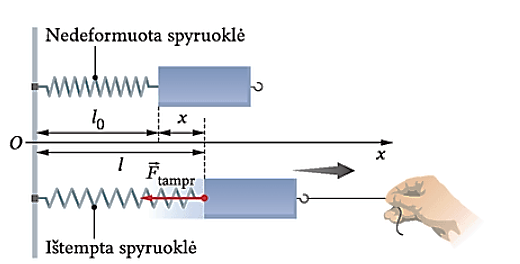 Nedeformuota spyruoklė
l₀
x
O
x
l
F⃗tampr
Ištempta spyruoklė